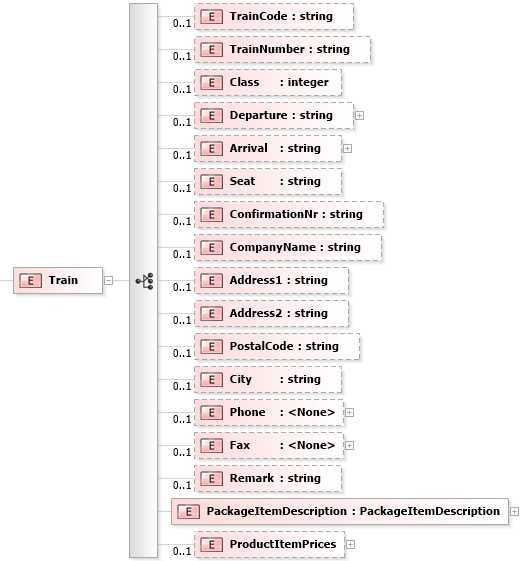 E TrainCode : string
0..1
E TrainNumber : string
0..1
E Class : integer
0..1
E Departure : string
0..1
E Arrival : string
0..1
E Seat : string
0..1
E ConfirmationNr : string
0..1
E CompanyName : string
0..1
E Train
E Address1 : string
0..1
E Address2 : string
0..1
E PostalCode : string
0..1
E City : string
0..1
E Phone : <None>
0..1
E Fax : <None>
0..1
E Remark : string
0..1
E PackageItemDescription : PackageItemDescription
E ProductItemPrices
0..1